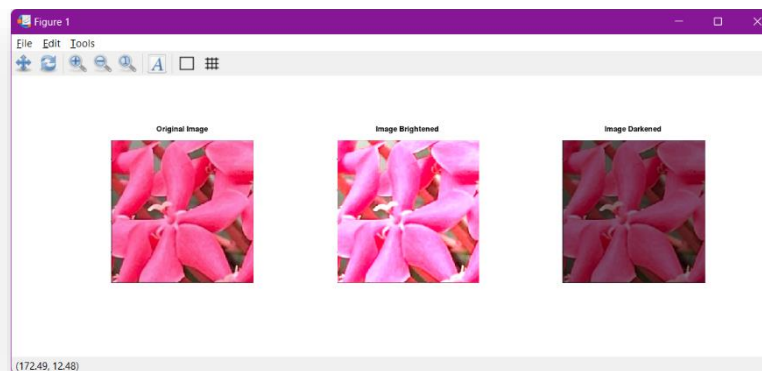 Figure 1
File Edit Tools
A
Original Image
Image Brightened
Image Darkened
(172.49, 12.48)